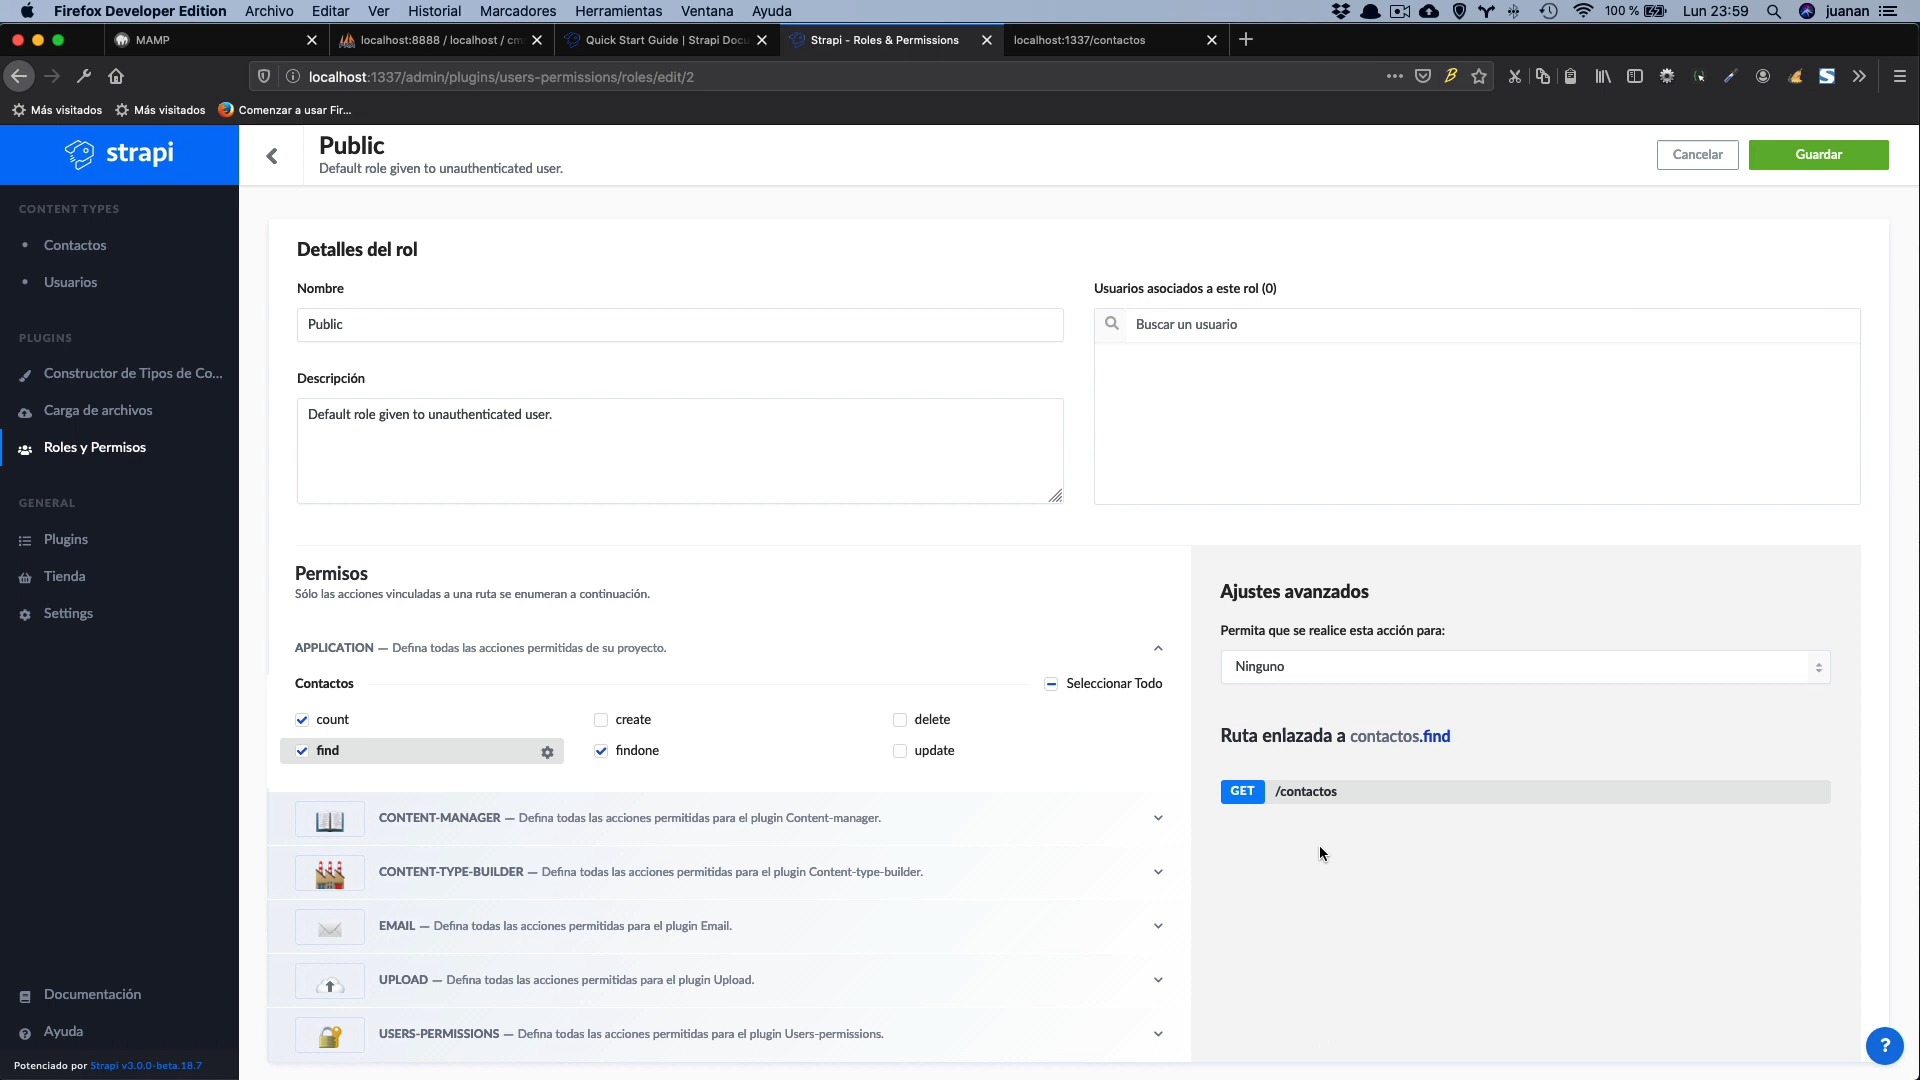 Firefox Developer Edition Archivo Editar Ver Historial Marcadores Herramientas Ventana Ayuda 100 % Lun 23:59 juanan
MAMP localhost:8888 / localhost / cm Quick Start Guide | Strapi Docu Strapi - Roles & Permissions localhost:1337/contactos
localhost:1337/admin/plugins/users-permissions/roles/edit/2
Más visitados Más visitados Comenzar a usar Fir...
strapi
Public
Default role given to unauthenticated user.
Cancelar
Guardar
CONTENT TYPES
Contactos
Usuarios
PLUGINS
Constructor de Tipos de Co...
Carga de archivos
Roles y Permisos
GENERAL
Plugins
Tienda
Settings
Documentación
Ayuda
Potenciado por Strapi v3.0.0-beta.18.7
Detalles del rol
Nombre
Public
Usuarios asociados a este rol (0)
Buscar un usuario
Descripción
Default role given to unauthenticated user.
Permisos
Sólo las acciones vinculadas a una ruta se enumeran a continuación.
APPLICATION — Defina todas las acciones permitidas de su proyecto.
Contactos
Seleccionar Todo
count create delete
find findone update
CONTENT-MANAGER — Defina todas las acciones permitidas para el plugin Content-manager.
CONTENT-TYPE-BUILDER — Defina todas las acciones permitidas para el plugin Content-type-builder.
EMAIL — Defina todas las acciones permitidas para el plugin Email.
UPLOAD — Defina todas las acciones permitidas para el plugin Upload.
USERS-PERMISSIONS — Defina todas las acciones permitidas para el plugin Users-permissions.
Ajustes avanzados
Permita que se realice esta acción para:
Ninguno
Ruta enlazada a contactos.find
GET /contactos
?